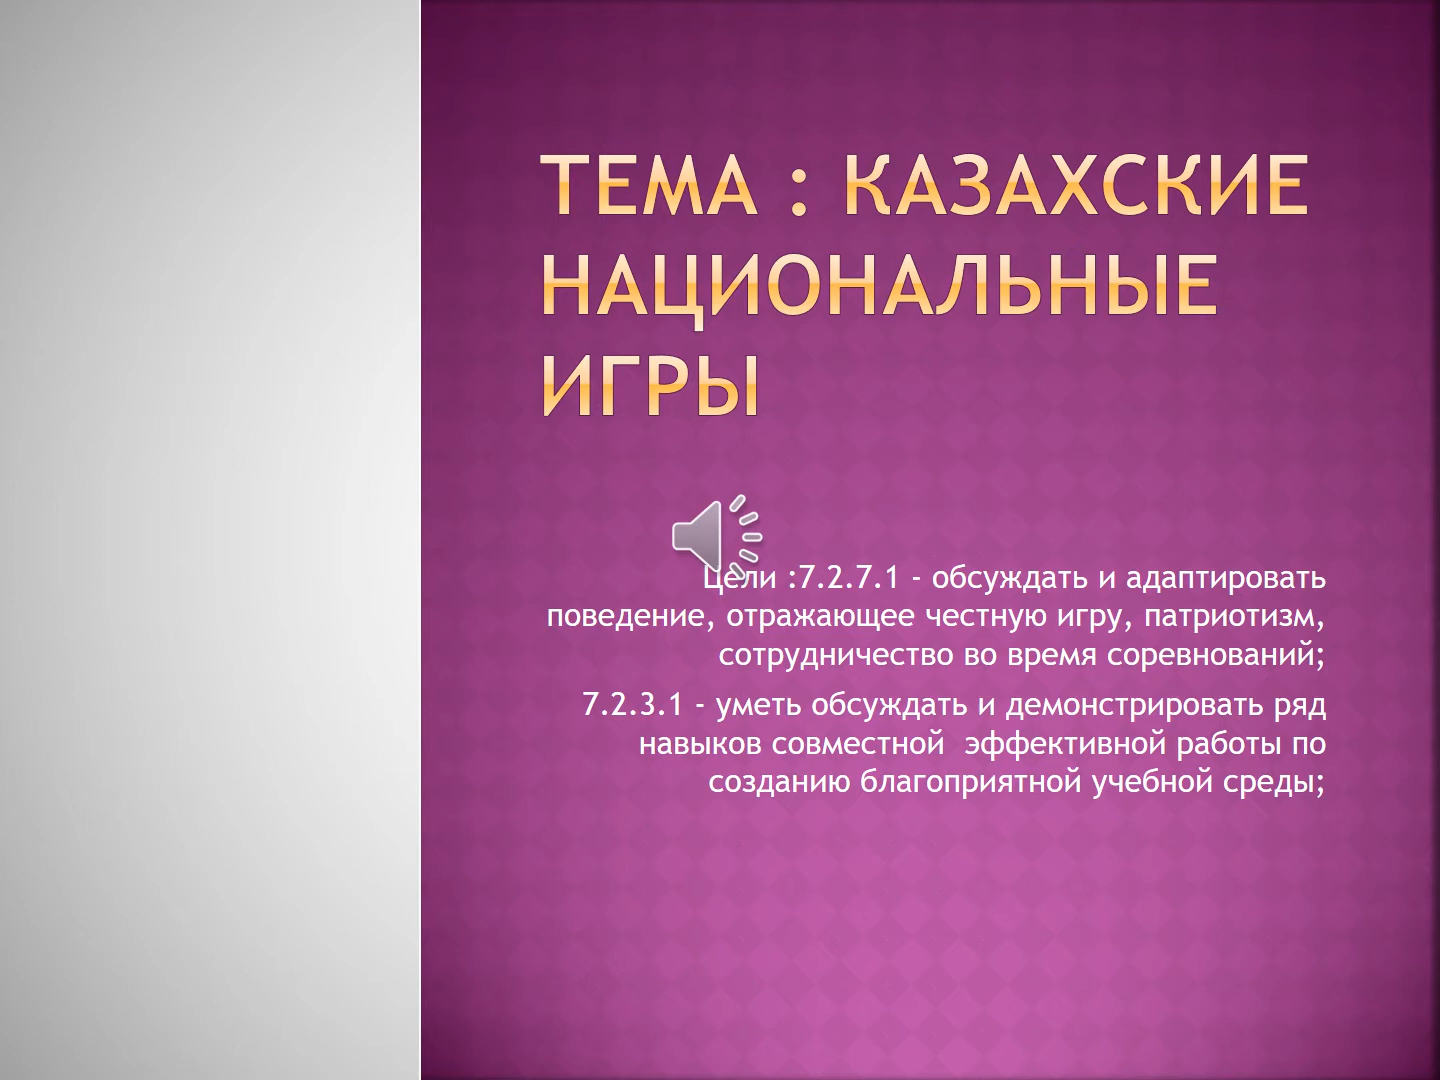 ТЕМА : КАЗАХСКИЕ
НАЦИОНАЛЬНЫЕ
ИГРЫ
Цели :7.2.7.1 - обсуждать и адаптировать
поведение, отражающее честную игру, патриотизм,
сотрудничество во время соревнований;
7.2.3.1 - уметь обсуждать и демонстрировать ряд
навыков совместной  эффективной работы по
созданию благоприятной учебной среды;